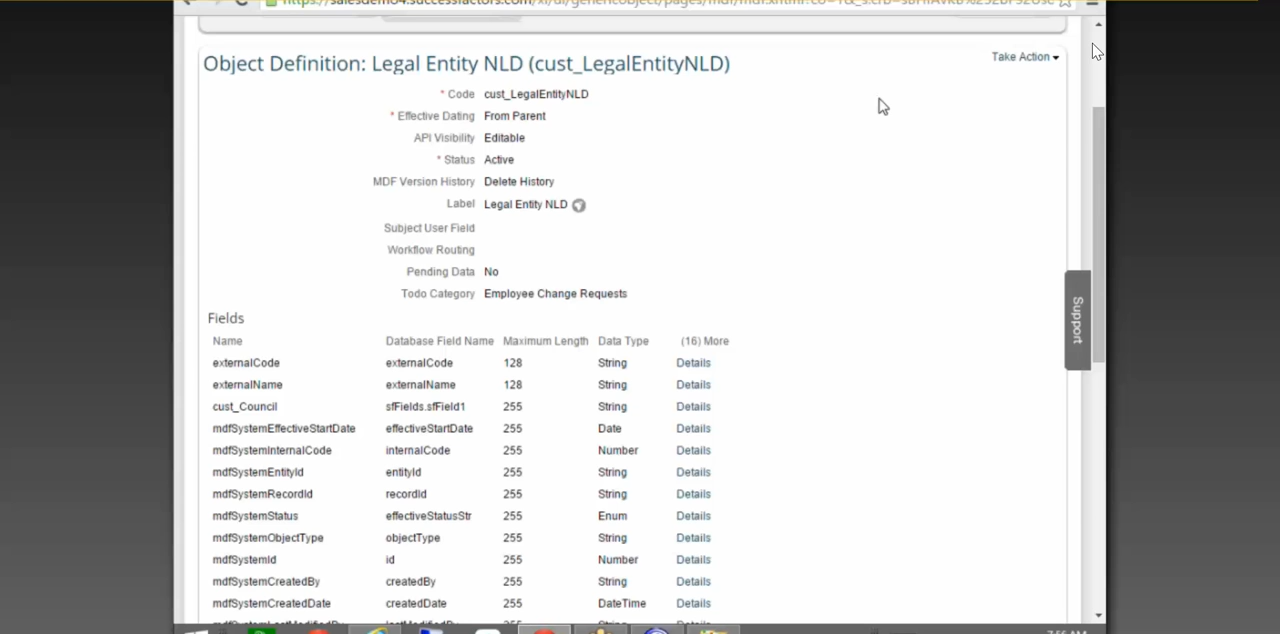 Object Definition: Legal Entity NLD (cust_LegalEntityNLD)
Take Action
* Code cust_LegalEntityNLD
* Effective Dating From Parent
API Visibility Editable
* Status Active
MDF Version History Delete History
Label Legal Entity NLD
Subject User Field
Workflow Routing
Pending Data No
Todo Category Employee Change Requests
Support
Fields
Name Database Field Name Maximum Length Data Type (16) More
externalCode externalCode 128 String Details
externalName externalName 128 String Details
cust_Council sfFields.sfField1 255 String Details
mdfSystemEffectiveStartDate effectiveStartDate 255 Date Details
mdfSystemInternalCode internalCode 255 Number Details
mdfSystemEntityId entityId 255 String Details
mdfSystemRecordId recordId 255 String Details
mdfSystemStatus effectiveStatusStr 255 Enum Details
mdfSystemObjectType objectType 255 String Details
mdfSystemId id 255 Number Details
mdfSystemCreatedBy createdBy 255 String Details
mdfSystemCreatedDate createdDate 255 DateTime Details